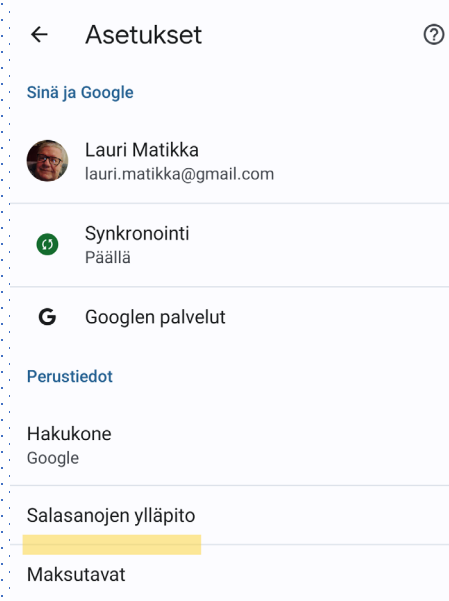 Asetukset
Sinä ja Google
Lauri Matikka
lauri.matikka@gmail.com
Synkronointi
Päällä
Googlen palvelut
Perustiedot
Hakukone
Google
Salasanojen ylläpito
Maksutavat